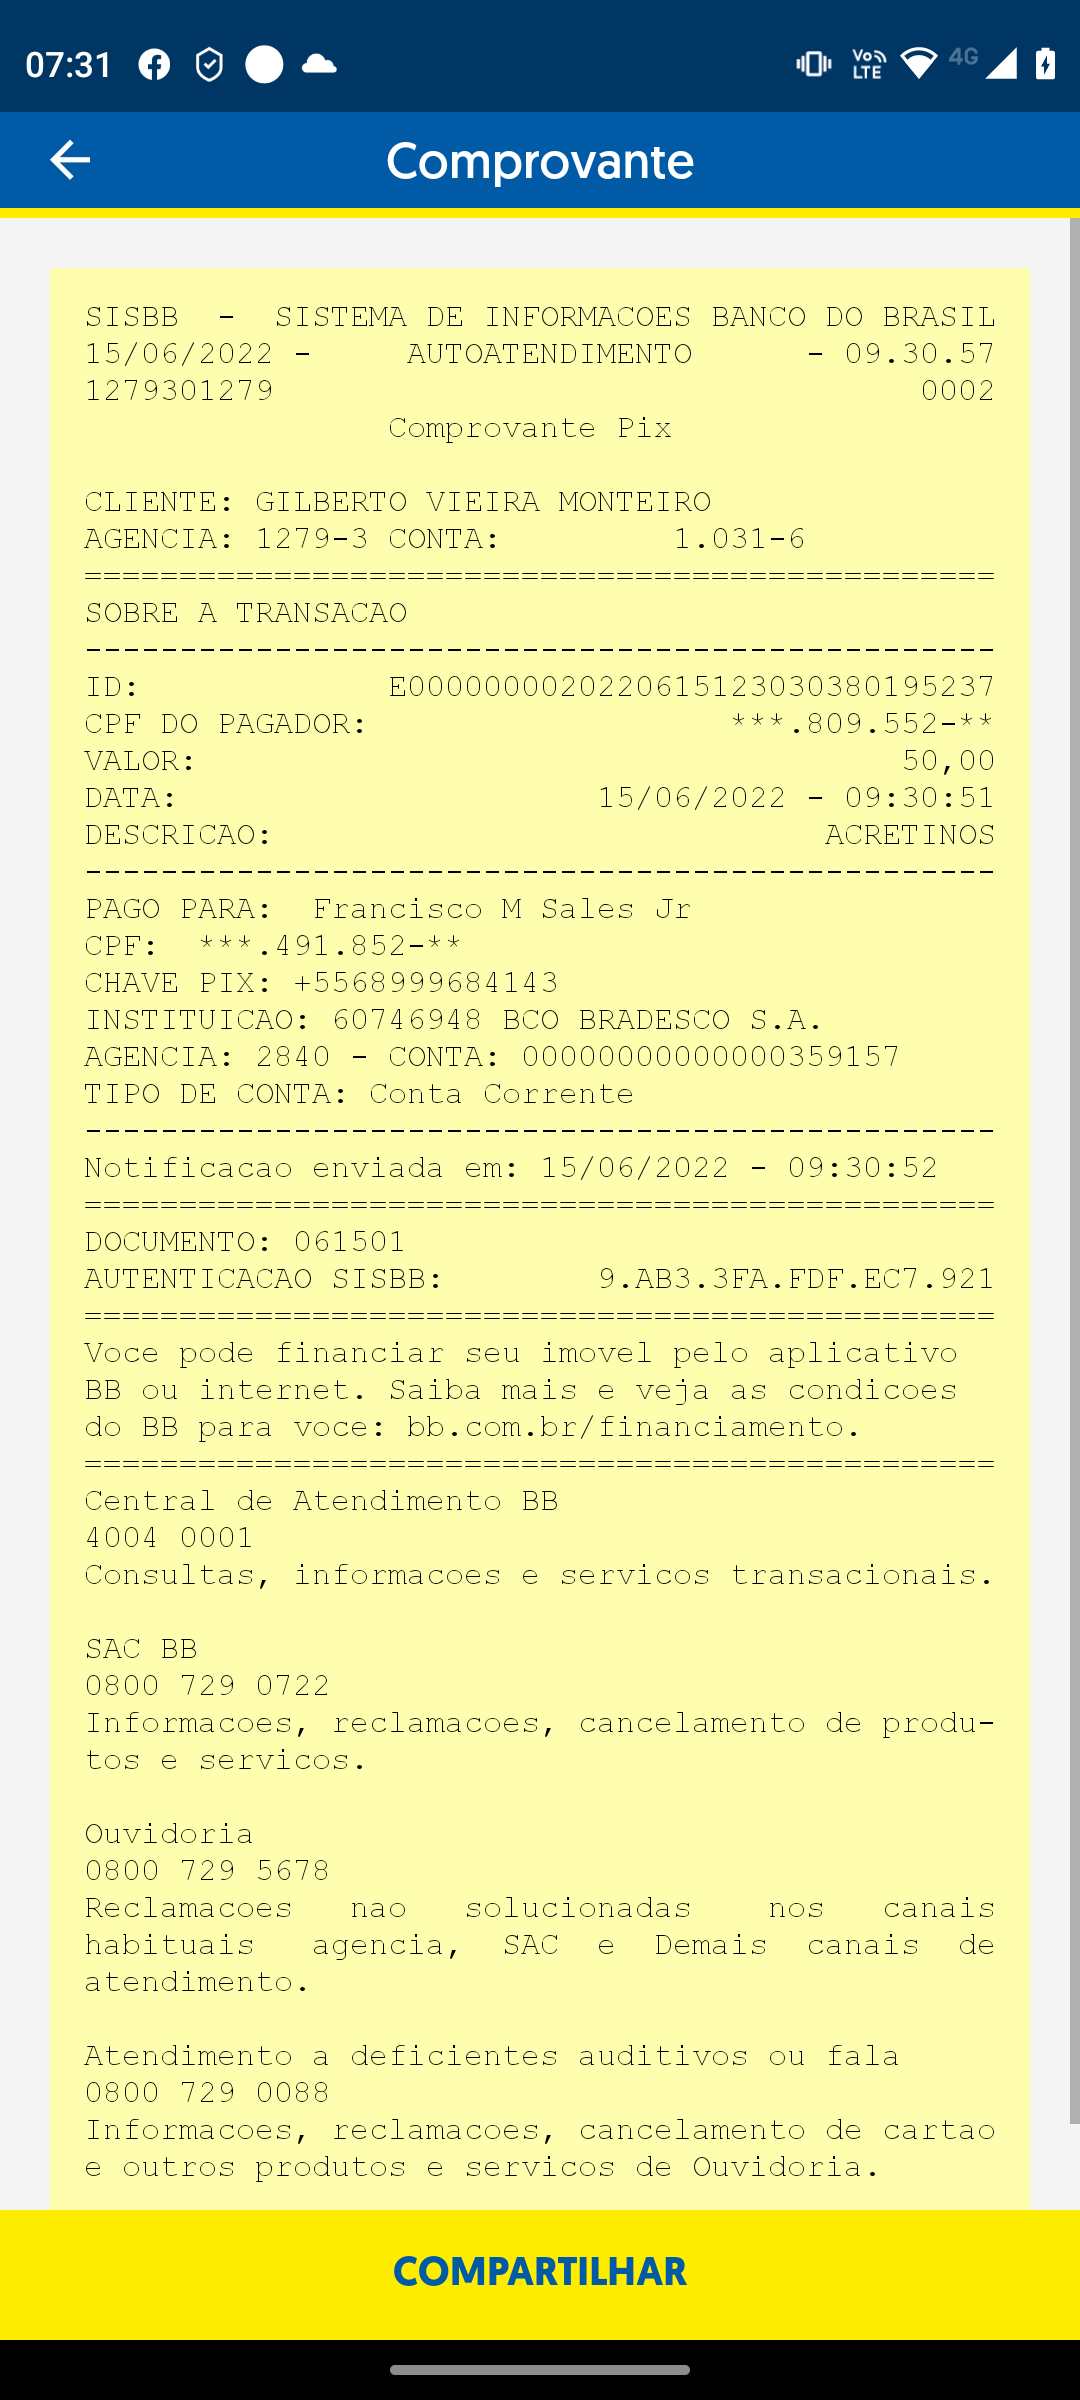 07:31
Vo LTE 4G
Comprovante
SISBB - SISTEMA DE INFORMACOES BANCO DO BRASIL
15/06/2022 - AUTOATENDIMENTO - 09.30.57
1279301279 0002
Comprovante Pix
CLIENTE: GILBERTO VIEIRA MONTEIRO
AGENCIA: 1279-3 CONTA: 1.031-6
================================================
SOBRE A TRANSACAO
------------------------------------------------
ID: E0000000020220615123030380195237
CPF DO PAGADOR: ***.809.552-**
VALOR: 50,00
DATA: 15/06/2022 - 09:30:51
DESCRICAO: ACRETINOS
------------------------------------------------
PAGO PARA: Francisco M Sales Jr
CPF: ***.491.852-**
CHAVE PIX: +5568999684143
INSTITUICAO: 60746948 BCO BRADESCO S.A.
AGENCIA: 2840 - CONTA: 00000000000000359157
TIPO DE CONTA: Conta Corrente
------------------------------------------------
Notificacao enviada em: 15/06/2022 - 09:30:52
================================================
DOCUMENTO: 061501
AUTENTICACAO SISBB: 9.AB3.3FA.FDF.EC7.921
================================================
Voce pode financiar seu imovel pelo aplicativo
BB ou internet. Saiba mais e veja as condicoes
do BB para voce: bb.com.br/financiamento.
================================================
Central de Atendimento BB
4004 0001
Consultas, informacoes e servicos transacionais.
SAC BB
0800 729 0722
Informacoes, reclamacoes, cancelamento de produ-
tos e servicos.
Ouvidoria
0800 729 5678
Reclamacoes nao solucionadas nos canais
habituais agencia, SAC e Demais canais de
atendimento.
Atendimento a deficientes auditivos ou fala
0800 729 0088
Informacoes, reclamacoes, cancelamento de cartao
e outros produtos e servicos de Ouvidoria.
COMPARTILHAR